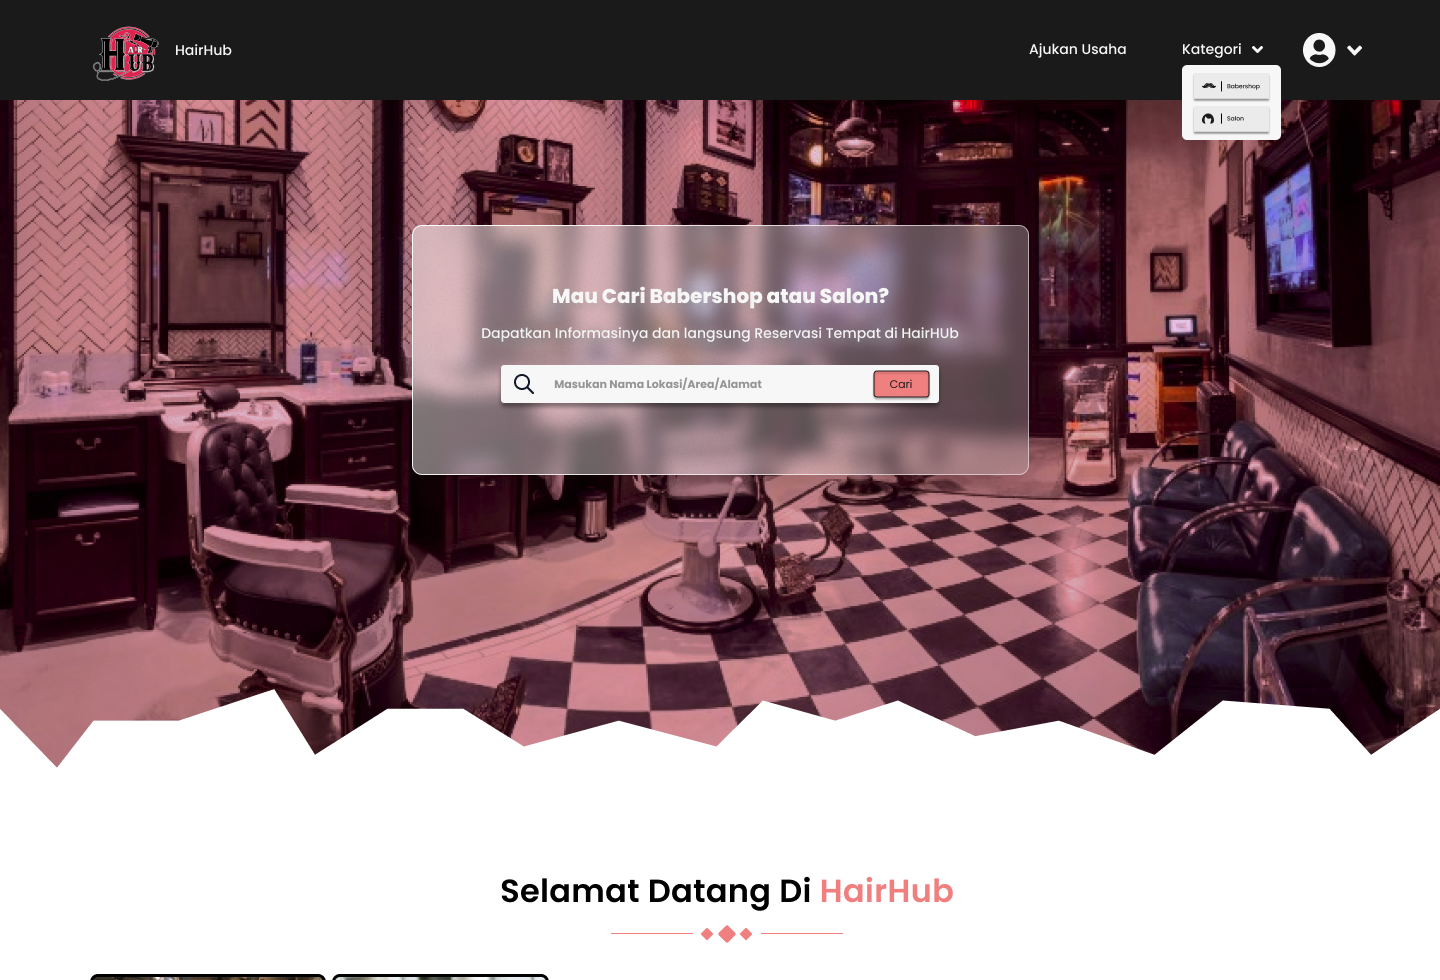 HAIR
HUB
HairHub
Ajukan Usaha
Kategori
Babershop
Salon
Mau Cari Babershop atau Salon?
Dapatkan Informasinya dan langsung Reservasi Tempat di HairHUb
Masukan Nama Lokasi/Area/Alamat
Cari
Selamat Datang Di HairHub